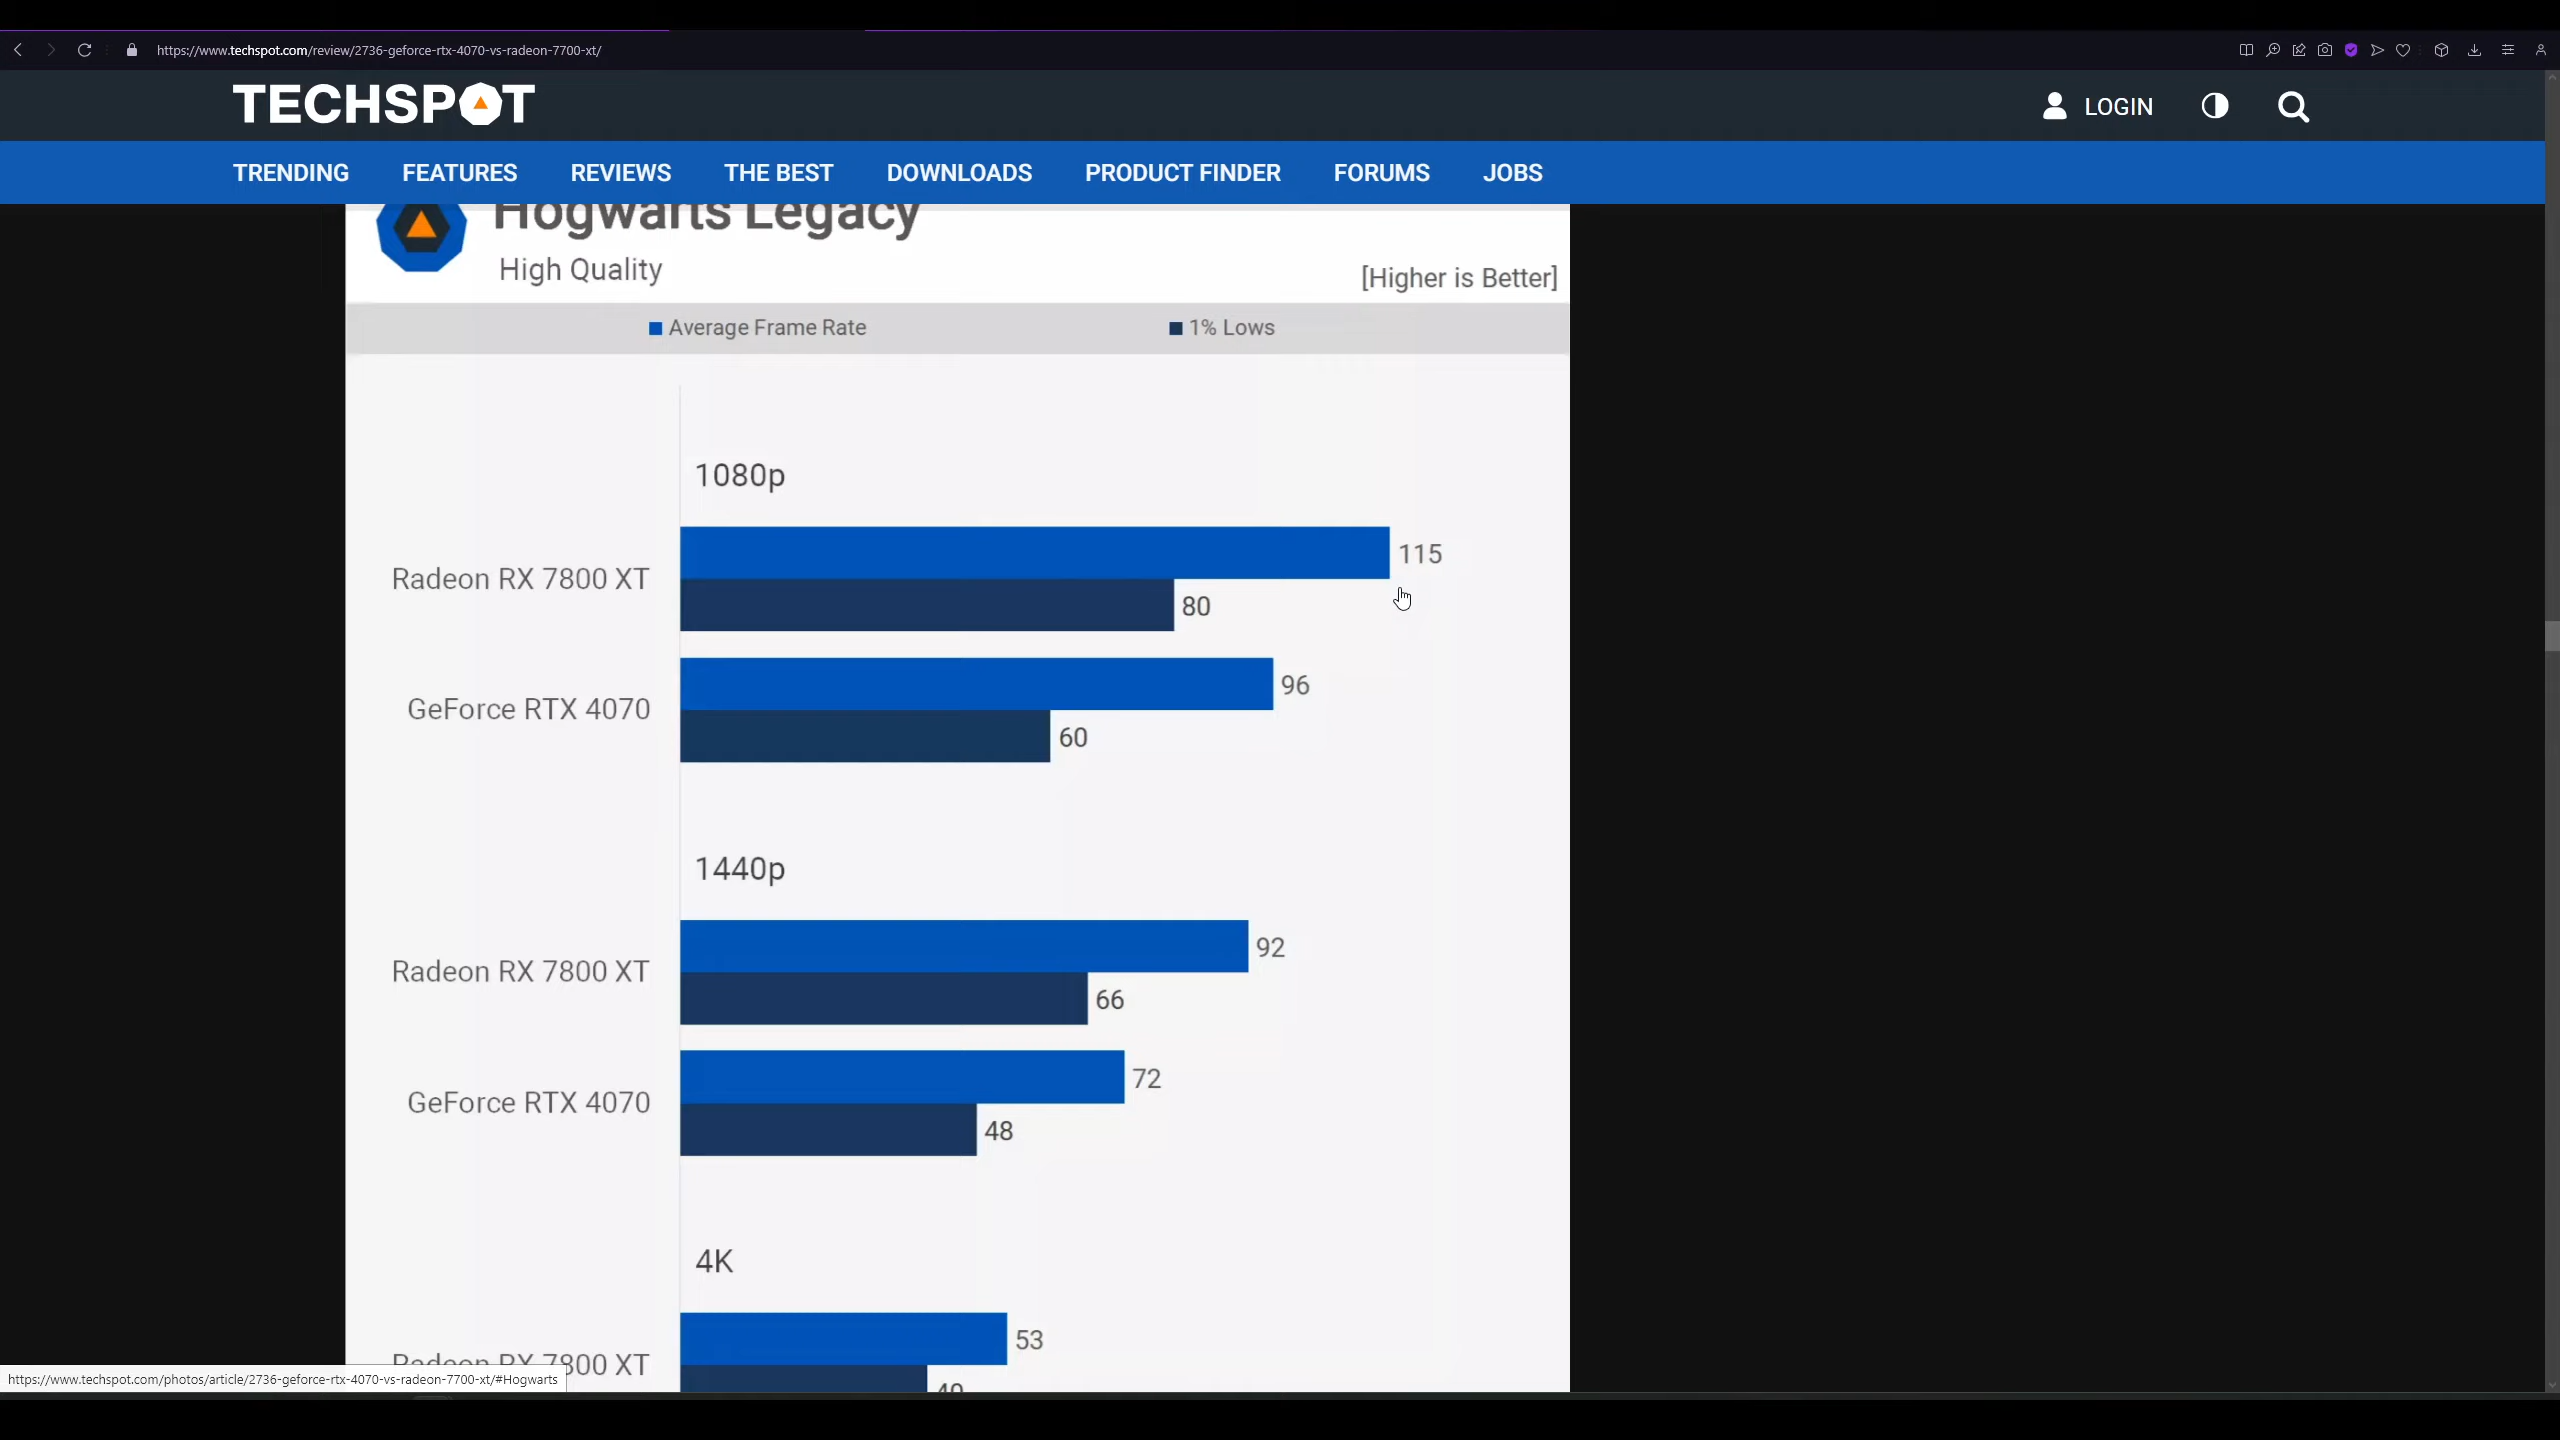 https://www.techspot.com/review/2736-geforce-rtx-4070-vs-radeon-7700-xt/
TECHSPOT
LOGIN
TRENDING FEATURES REVIEWS THE BEST DOWNLOADS PRODUCT FINDER FORUMS JOBS
Hogwarts Legacy
High Quality
[Higher is Better]
Average Frame Rate 1% Lows
1080p
115
Radeon RX 7800 XT
80
96
GeForce RTX 4070
60
1440p
92
Radeon RX 7800 XT
66
72
GeForce RTX 4070
48
4K
53
Radeon RX 7800 XT
https://www.techspot.com/photos/article/2736-geforce-rtx-4070-vs-radeon-7700-xt/#Hogwarts